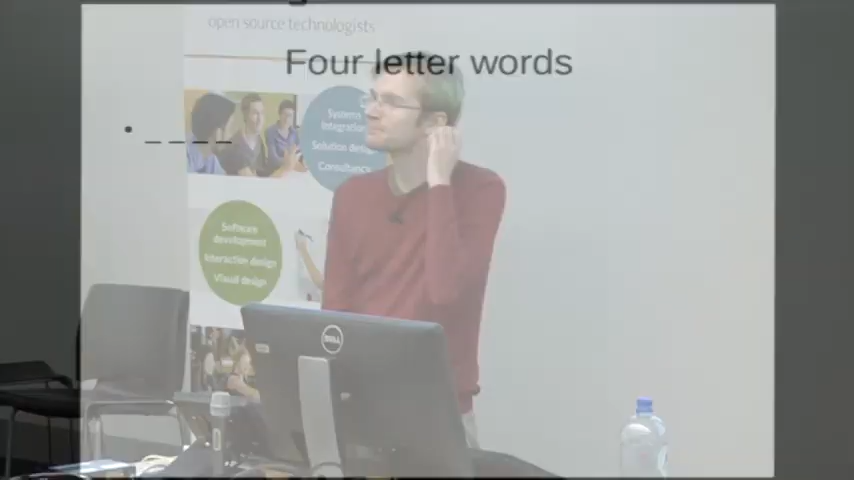 open source technologists
Four letter words
• _ _ _ _
Systems
Integration
Solution design
Consultancy
Software
development
Interaction design
Visual design
DELL